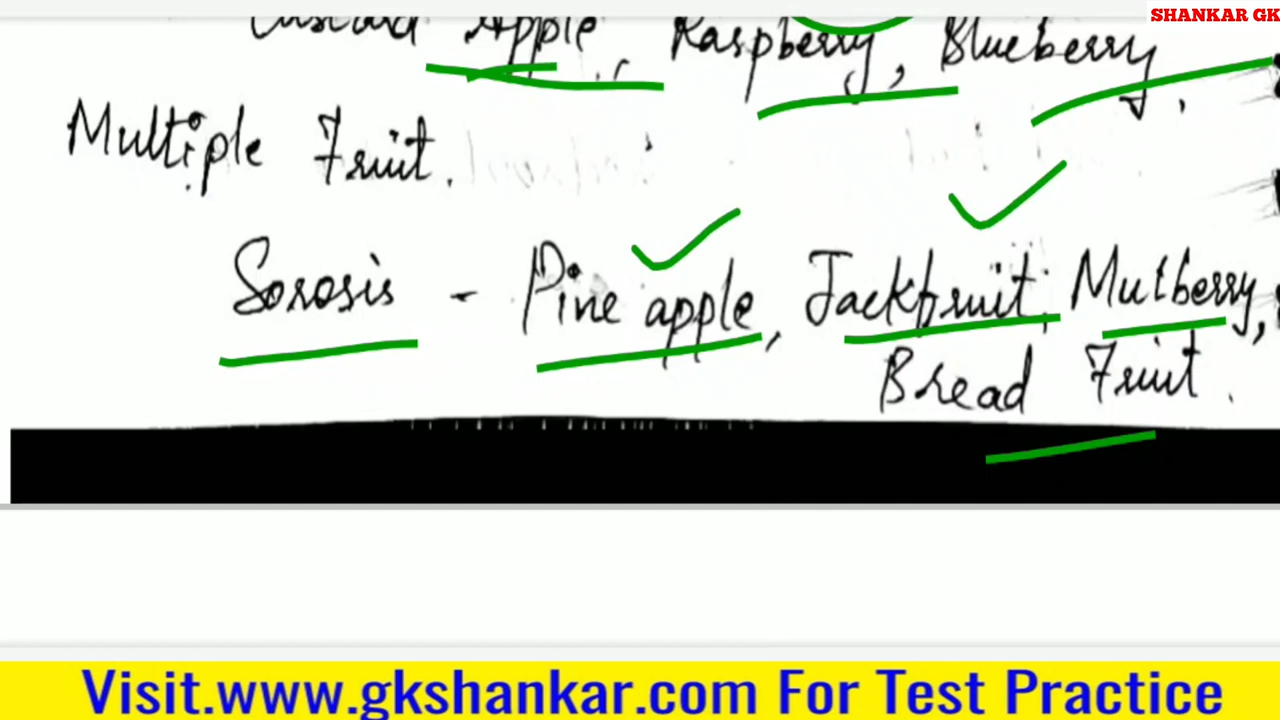 SHANKAR GK
Custard Apple, Raspberry, Blueberry,
Multiple Fruit.
Sorosis - Pine apple, Jackfruit, Mulberry,
Bread Fruit.
Visit.www.gkshankar.com For Test Practice